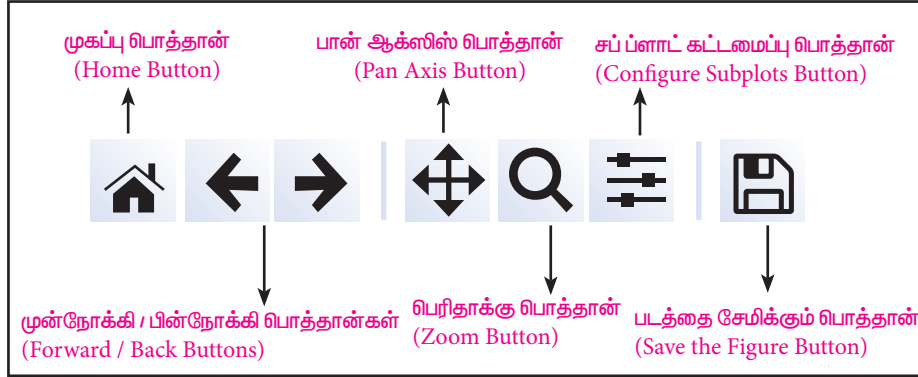 முகப்பு பொத்தான்
(Home Button)
பான் ஆக்ஸிஸ் பொத்தான்
(Pan Axis Button)
சப் ப்ளாட் கட்டமைப்பு பொத்தான்
(Configure Subplots Button)
முன்நோக்கி / பின்நோக்கி பொத்தான்கள்
(Forward / Back Buttons)
பெரிதாக்கு பொத்தான்
(Zoom Button)
படத்தை சேமிக்கும் பொத்தான்
(Save the Figure Button)